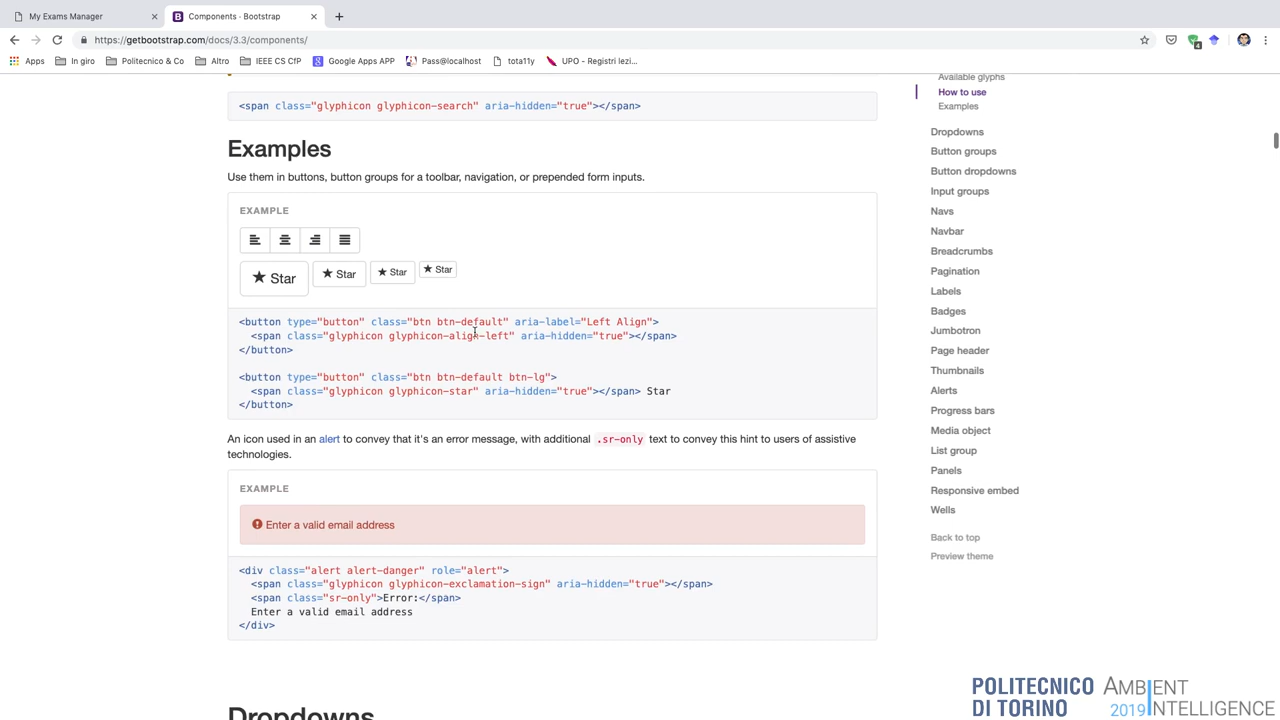 My Exams Manager
Components · Bootstrap
https://getbootstrap.com/docs/3.3/components/
Apps In giro Politecnico & Co Altro IEEE CS CfP Google Apps APP Pass@localhost tota11y UPO - Registri lezi...
<span class="glyphicon glyphicon-search" aria-hidden="true"></span>
Examples
Use them in buttons, button groups for a toolbar, navigation, or prepended form inputs.
EXAMPLE
Star Star Star Star
<button type="button" class="btn btn-default" aria-label="Left Align">
<span class="glyphicon glyphicon-align-left" aria-hidden="true"></span>
</button>
<button type="button" class="btn btn-default btn-lg">
<span class="glyphicon glyphicon-star" aria-hidden="true"></span> Star
</button>
An icon used in an alert to convey that it's an error message, with additional .sr-only text to convey this hint to users of assistive
technologies.
EXAMPLE
Enter a valid email address
<div class="alert alert-danger" role="alert">
<span class="glyphicon glyphicon-exclamation-sign" aria-hidden="true"></span>
<span class="sr-only">Error:</span>
Enter a valid email address
</div>
Dropdowns
Available glyphs
How to use
Examples
Dropdowns
Button groups
Button dropdowns
Input groups
Navs
Navbar
Breadcrumbs
Pagination
Labels
Badges
Jumbotron
Page header
Thumbnails
Alerts
Progress bars
Media object
List group
Panels
Responsive embed
Wells
Back to top
Preview theme
POLITECNICO
DI TORINO
AMBIENT
2019 INTELLIGENCE